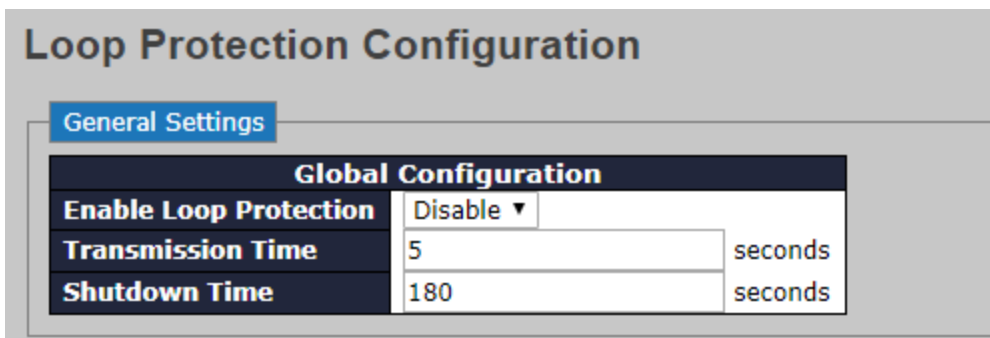 Loop Protection Configuration
General Settings
Global Configuration
Enable Loop Protection Disable
Transmission Time 5 seconds
Shutdown Time 180 seconds